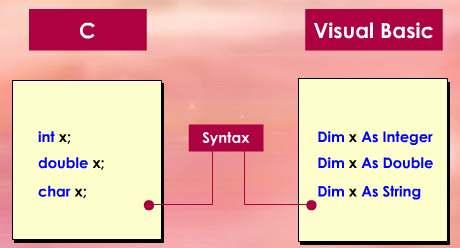 C
Visual Basic
int x;
double x;
char x;
Syntax
Dim x As Integer
Dim x As Double
Dim x As String